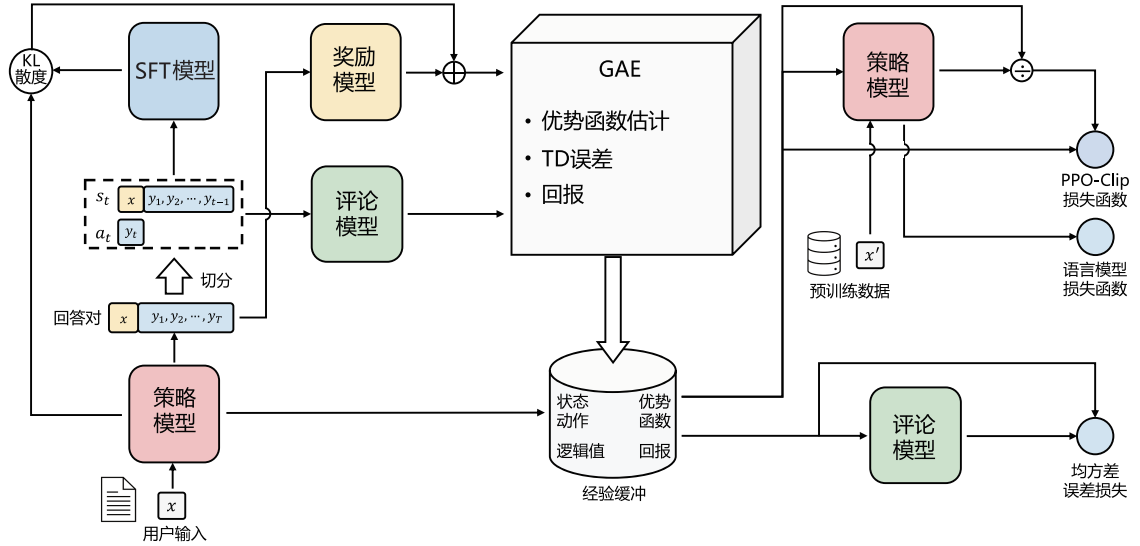 KL
散度
SFT模型
奖励
模型
GAE
• 优势函数估计
• TD误差
• 回报
策略
模型
÷
PPO-Clip
损失函数
s_t x y_1, y_2, ⋯, y_{t−1}
a_t y_t
评论
模型
切分
x′
预训练数据
语言模型
损失函数
回答对 x y_1, y_2, ⋯, y_T
策略
模型
状态
动作
优势
函数
逻辑值
回报
经验缓冲
评论
模型
均方差
误差损失
x
用户输入